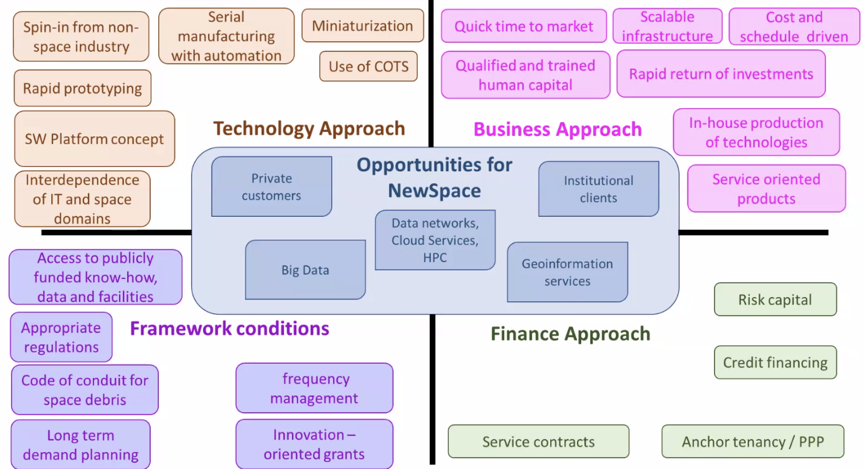 Spin-in from non-
space industry
Serial
manufacturing
with automation
Miniaturization
Use of COTS
Rapid prototyping
SW Platform concept
Interdependence
of IT and space
domains
Technology Approach
Quick time to market
Scalable
infrastructure
Cost and
schedule driven
Qualified and trained
human capital
Rapid return of investments
Business Approach
In-house production
of technologies
Service oriented
products
Opportunities for
NewSpace
Private
customers
Institutional
clients
Data networks,
Cloud Services,
HPC
Big Data
Geoinformation
services
Access to publicly
funded know-how,
data and facilities
Framework conditions
Appropriate
regulations
Code of conduit for
space debris
frequency
management
Long term
demand planning
Innovation –
oriented grants
Finance Approach
Risk capital
Credit financing
Service contracts
Anchor tenancy / PPP